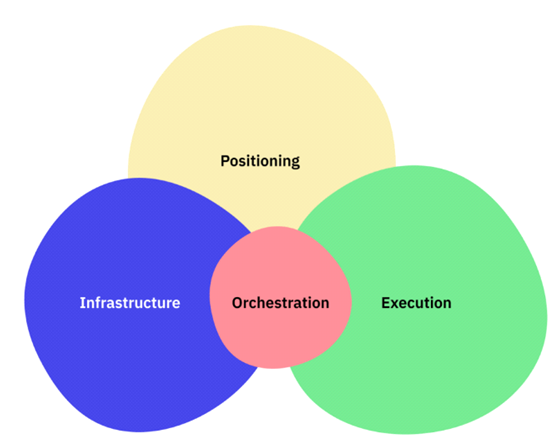 Positioning
Infrastructure
Orchestration
Execution